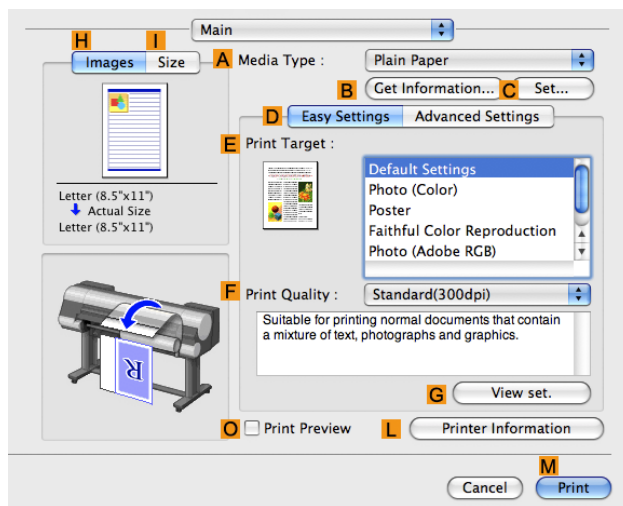 Main
H I
Images Size
A Media Type : Plain Paper
B Get Information... C Set...
D Easy Settings Advanced Settings
E Print Target :
Default Settings
Photo (Color)
Poster
Faithful Color Reproduction
Photo (Adobe RGB)
Letter (8.5"x11")
Actual Size
Letter (8.5"x11")
F Print Quality : Standard(300dpi)
Suitable for printing normal documents that contain
a mixture of text, photographs and graphics.
R
G View set.
O Print Preview L Printer Information
M
Cancel Print